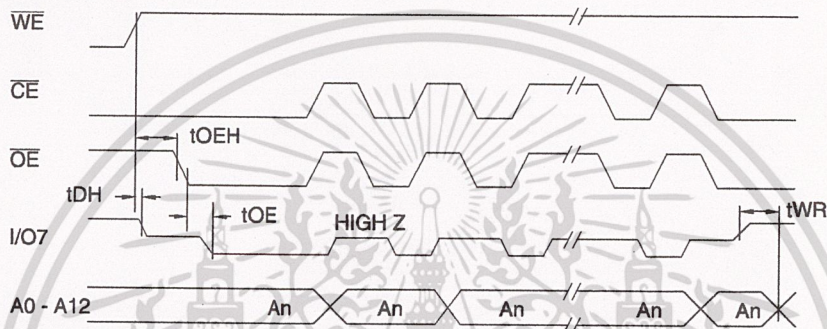 WE
CE
tOEH
OE
tDH
tOE
HIGH Z
tWR
I/O7
A0 - A12
An
An
An
An
An